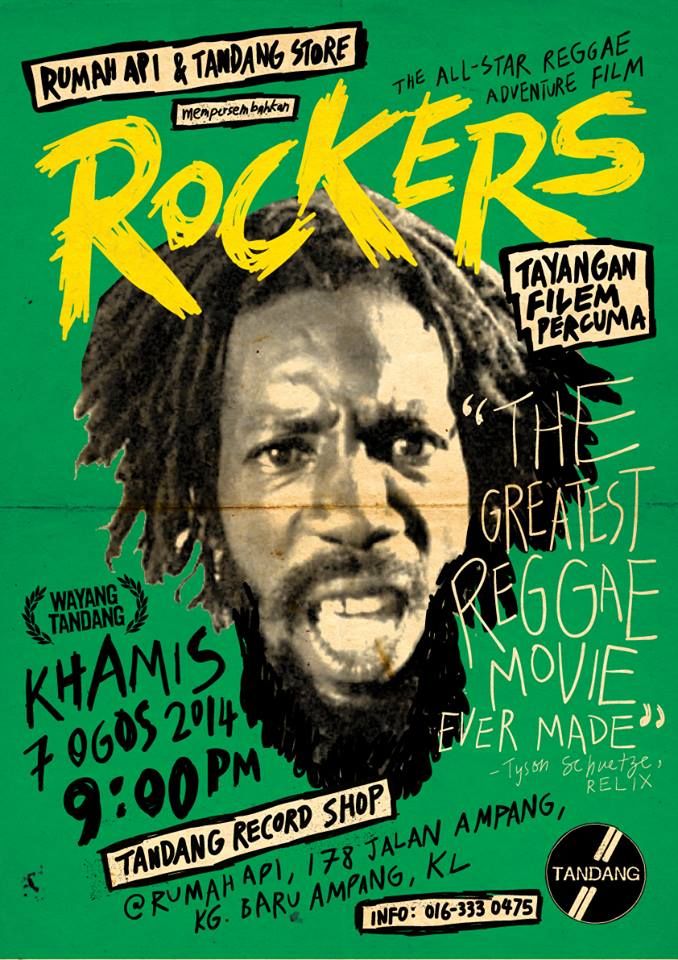 RUMAH API & TANDANG STORE
mempersembahkan
THE ALL-STAR REGGAE
ADVENTURE FILM
ROCKERS
TAYANGAN
FILEM
PERCUMA
“THE
GREATEST
REGGAE
MOVIE
EVER MADE”
-Tyson Schuetze,
RELIX
WAYANG
TANDANG
KHAMIS
7 OGOS 2014
9:00PM
TANDANG RECORD SHOP
@RUMAH API, 178 JALAN AMPANG,
KG. BARU AMPANG, KL
INFO: 016-333 0475
TANDANG